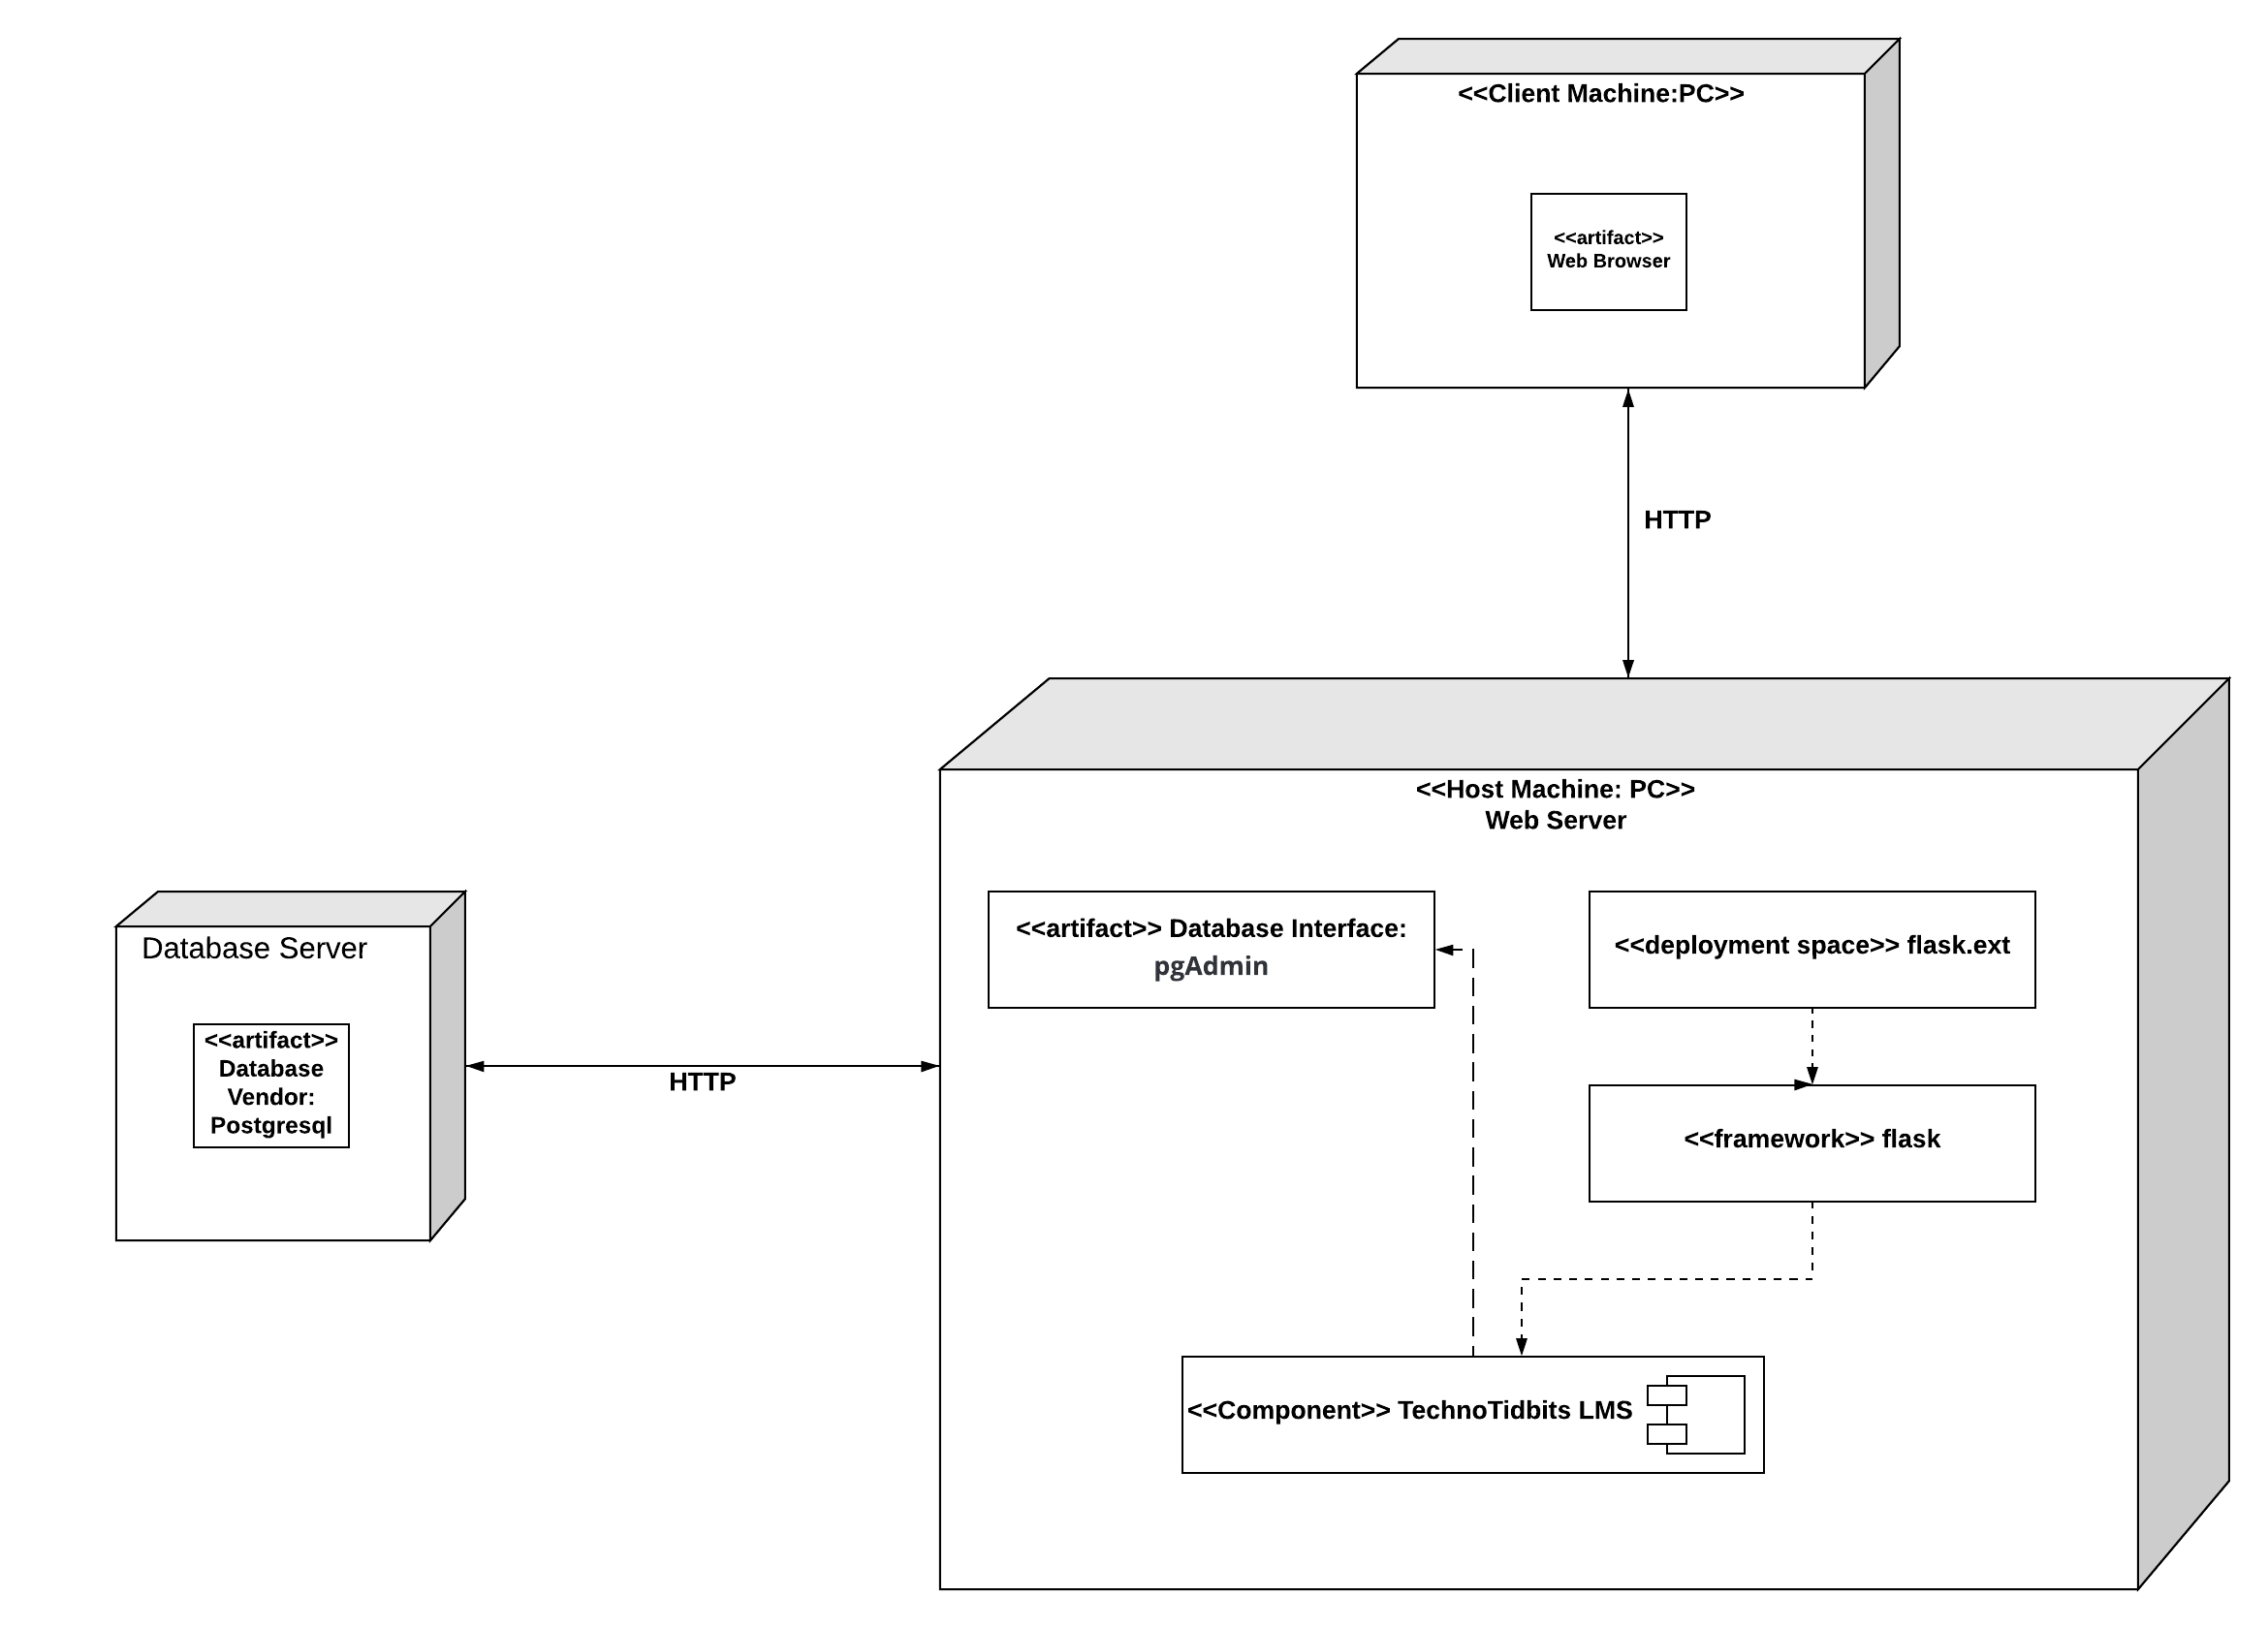 <<Client Machine:PC>>
<<artifact>>
Web Browser
HTTP
<<Host Machine: PC>>
Web Server
<<artifact>> Database Interface:
pgAdmin
<<deployment space>> flask.ext
Database Server
<<artifact>>
Database
Vendor:
Postgresql
HTTP
<<framework>> flask
<<Component>> TechnoTidbits LMS